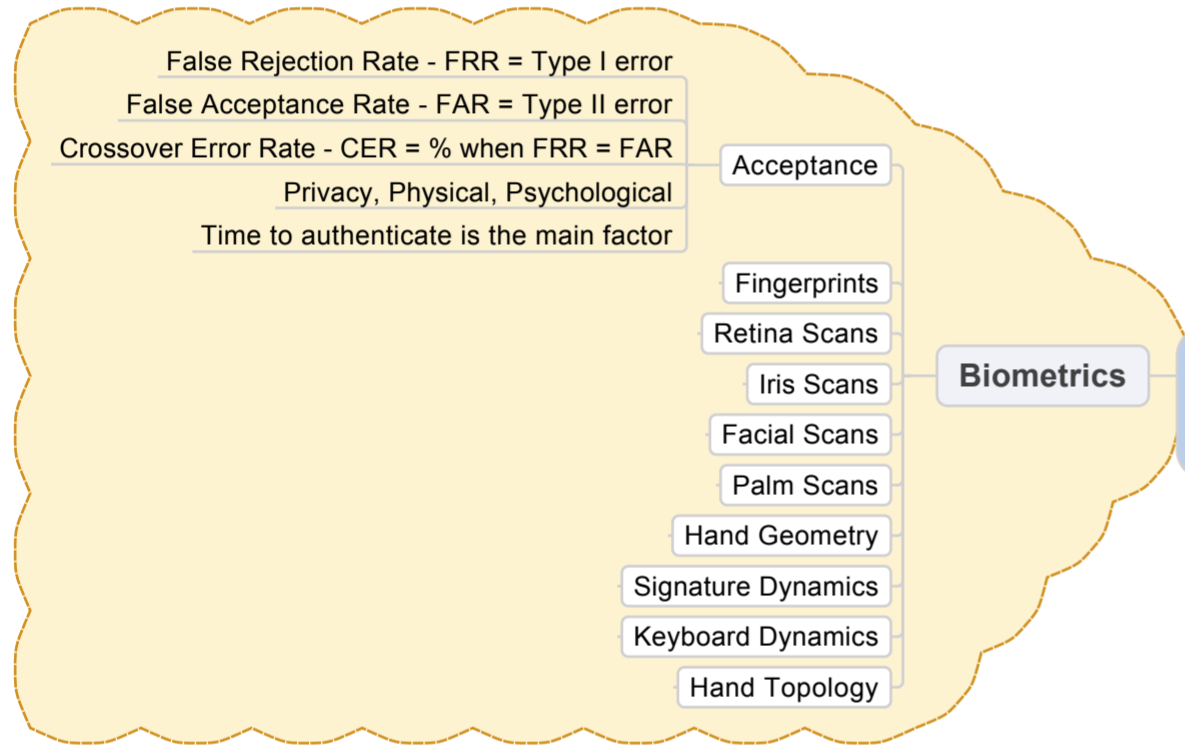 False Rejection Rate - FRR = Type I error
False Acceptance Rate - FAR = Type II error
Crossover Error Rate - CER = % when FRR = FAR
Privacy, Physical, Psychological
Time to authenticate is the main factor
Acceptance
Fingerprints
Retina Scans
Iris Scans
Facial Scans
Palm Scans
Hand Geometry
Signature Dynamics
Keyboard Dynamics
Hand Topology
Biometrics